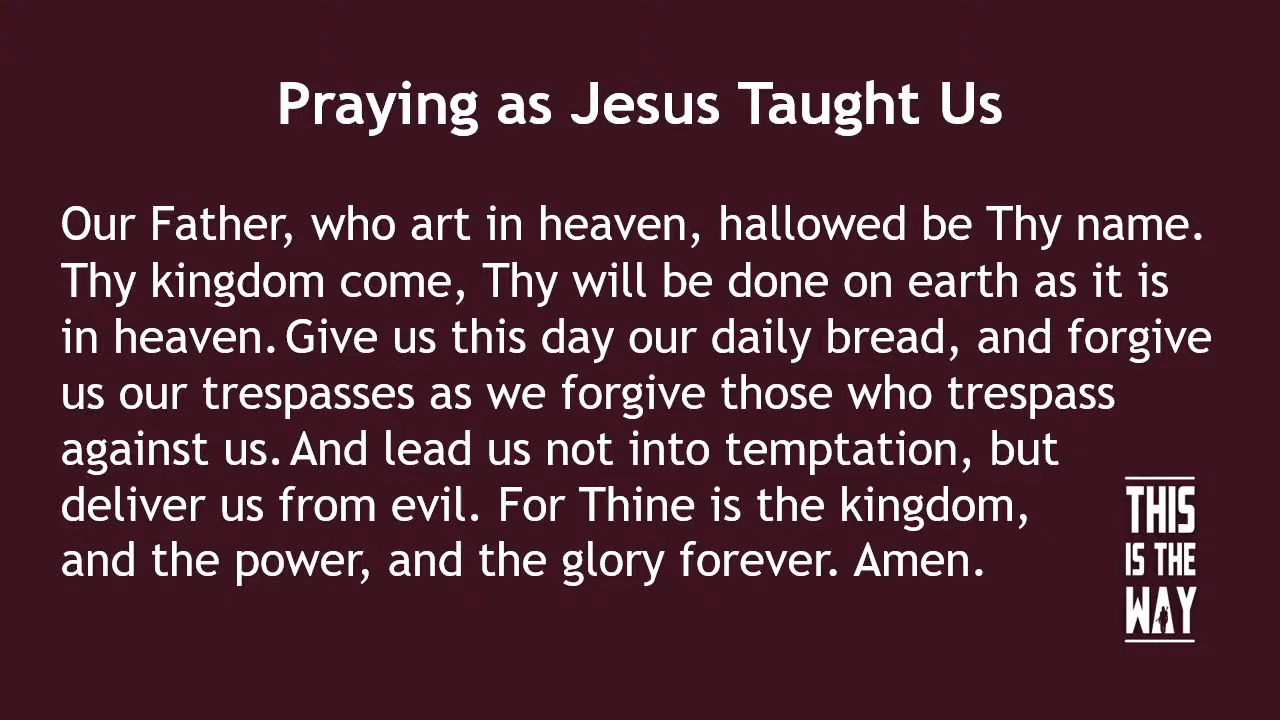 Praying as Jesus Taught Us
Our Father, who art in heaven, hallowed be Thy name.
Thy kingdom come, Thy will be done on earth as it is
in heaven. Give us this day our daily bread, and forgive
us our trespasses as we forgive those who trespass
against us. And lead us not into temptation, but
deliver us from evil. For Thine is the kingdom,
and the power, and the glory forever. Amen.
THIS
IS THE
WAY